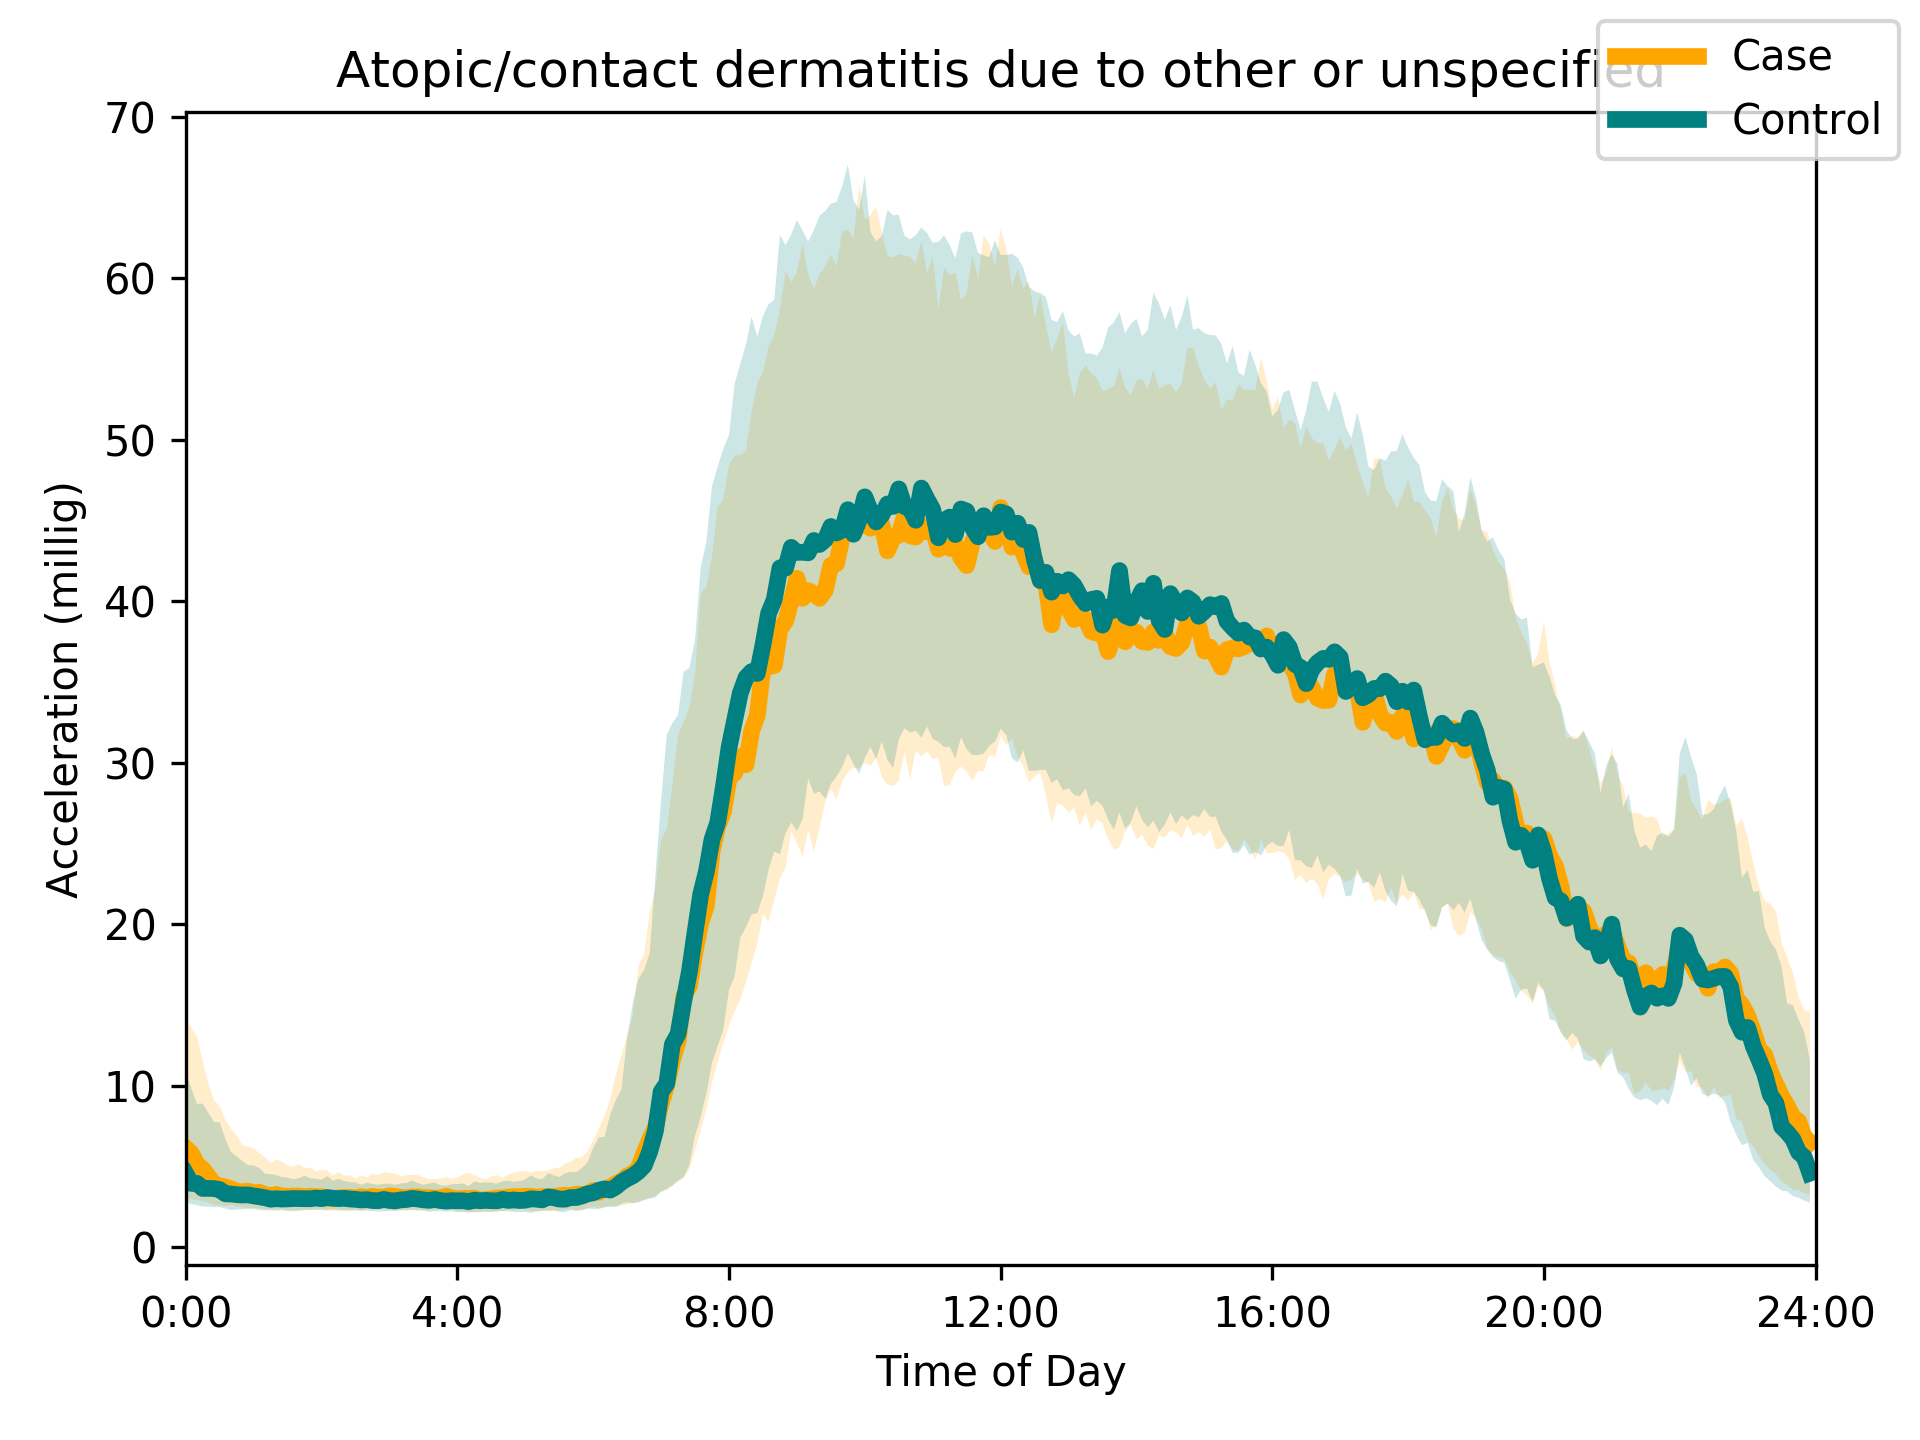 Atopic/contact dermatitis due to other or unspecified
Case
Control
70
60
50
40
30
20
10
0
Acceleration (millig)
0:00 4:00 8:00 12:00 16:00 20:00 24:00
Time of Day